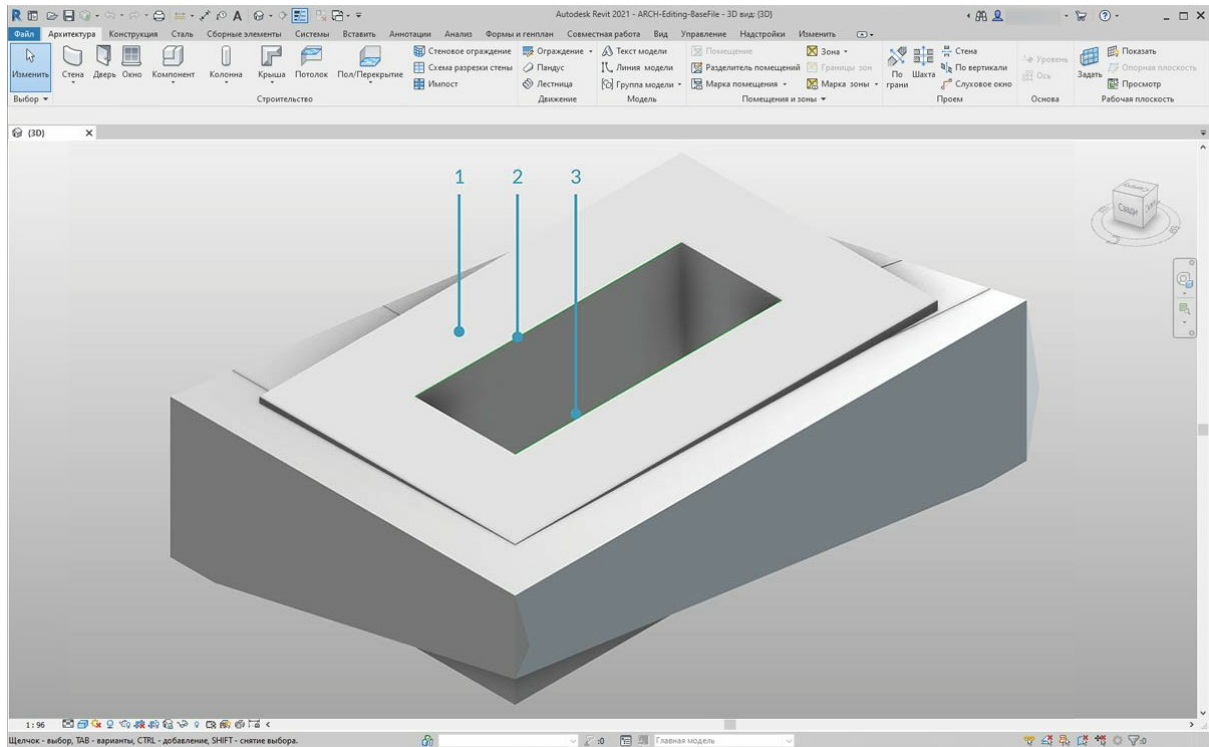 Autodesk Revit 2021 - ARCH-Editing-BaseFile - 3D вид: {3D}
Файл Архитектура Конструкция Сталь Сборные элементы Системы Вставить Аннотации Анализ Формы и генплан Совместная работа Вид Управление Надстройки Изменить
Изменить Стена Дверь Окно Компонент Колонна Крыша Потолок Пол/Перекрытие
Стеновое ограждение Ограждение Текст модели Помещение Зона Стена Уровень Показать
Схема разрезки стены Пандус Линия модели Разделитель помещений Границы зон По грани Шахта По вертикали Ось Задать Опорная плоскость
Импост Лестница Группа модели Марка помещения Марка зоны Слуховое окно Просмотр
Выбор Строительство Движение Модель Помещения и зоны Проем Основа Рабочая плоскость
{3D}
1 2 3
Сзади
1 : 96
Щелчок - выбор, TAB - варианты, CTRL - добавление, SHIFT - снятие выбора. :0 Главная модель :0